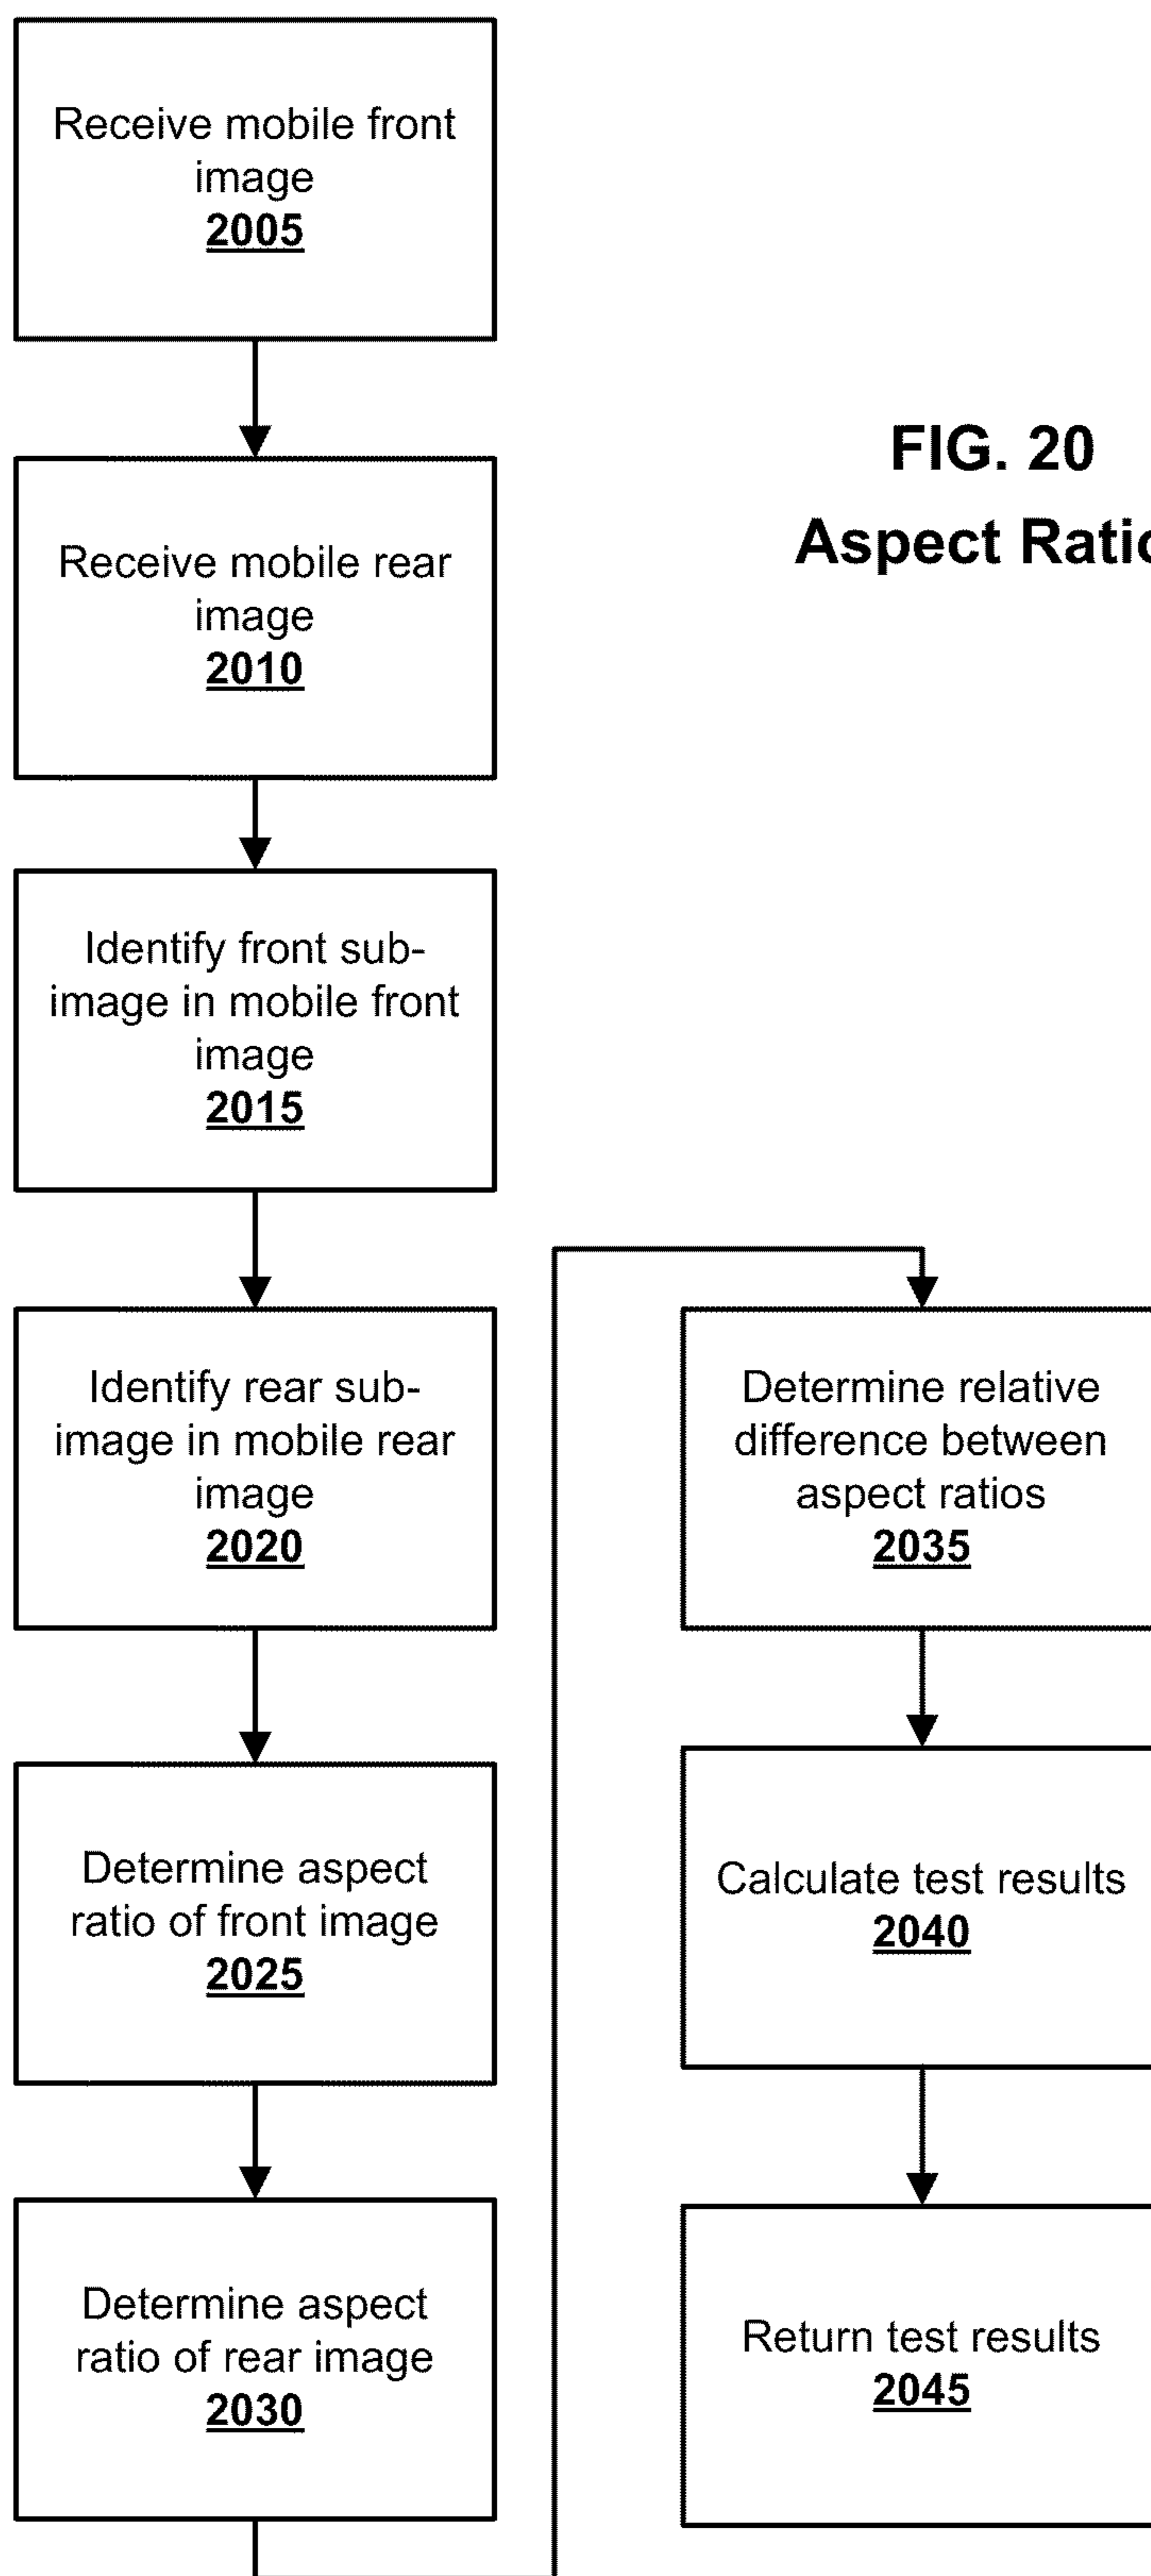 Receive mobile front
image
2005
Receive mobile rear
image
2010
Identify front sub-
image in mobile front
image
2015
Identify rear sub-
image in mobile rear
image
2020
Determine aspect
ratio of front image
2025
Determine aspect
ratio of rear image
2030
FIG. 20
Aspect Ratio
Determine relative
difference between
aspect ratios
2035
Calculate test results
2040
Return test results
2045